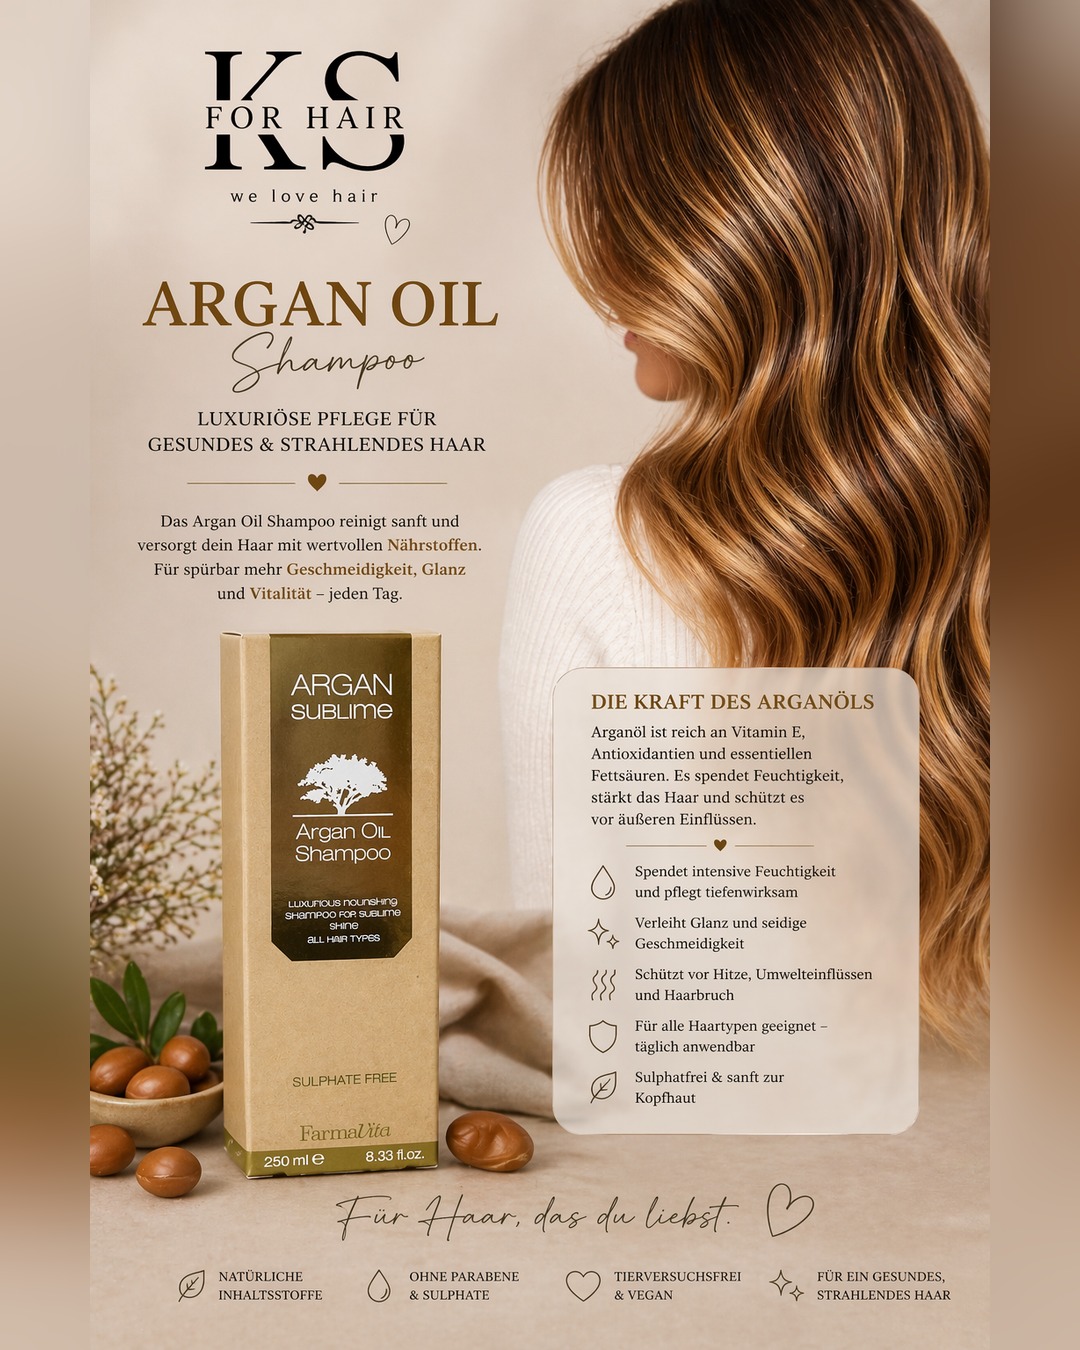 KS
FOR HAIR
we love hair
ARGAN OIL
Shampoo
LUXURIÖSE PFLEGE FÜR
GESUNDES & STRAHLENDES HAAR
Das Argan Oil Shampoo reinigt sanft und
versorgt dein Haar mit wertvollen Nährstoffen.
Für spürbar mehr Geschmeidigkeit, Glanz
und Vitalität – jeden Tag.
ARGAN
SUBLIME
Argan Oil
Shampoo
LUXURIOUS NOURISHING
SHAMPOO FOR SUBLIME
SHINE
ALL HAIR TYPES
SULPHATE FREE
FarmaVita
250 ml e 8.33 fl.oz.
DIE KRAFT DES ARGANÖLS
Arganöl ist reich an Vitamin E,
Antioxidantien und essentiellen
Fettsäuren. Es spendet Feuchtigkeit,
stärkt das Haar und schützt es
vor äußeren Einflüssen.
Spendet intensive Feuchtigkeit
und pflegt tiefenwirksam
Verleiht Glanz und seidige
Geschmeidigkeit
Schützt vor Hitze, Umwelteinflüssen
und Haarbruch
Für alle Haartypen geeignet –
täglich anwendbar
Sulphatfrei & sanft zur
Kopfhaut
Für Haar, das du liebst.
NATÜRLICHE
INHALTSSTOFFE
OHNE PARABENE
& SULPHATE
TIERVERSUCHSFREI
& VEGAN
FÜR EIN GESUNDES,
STRAHLENDES HAAR